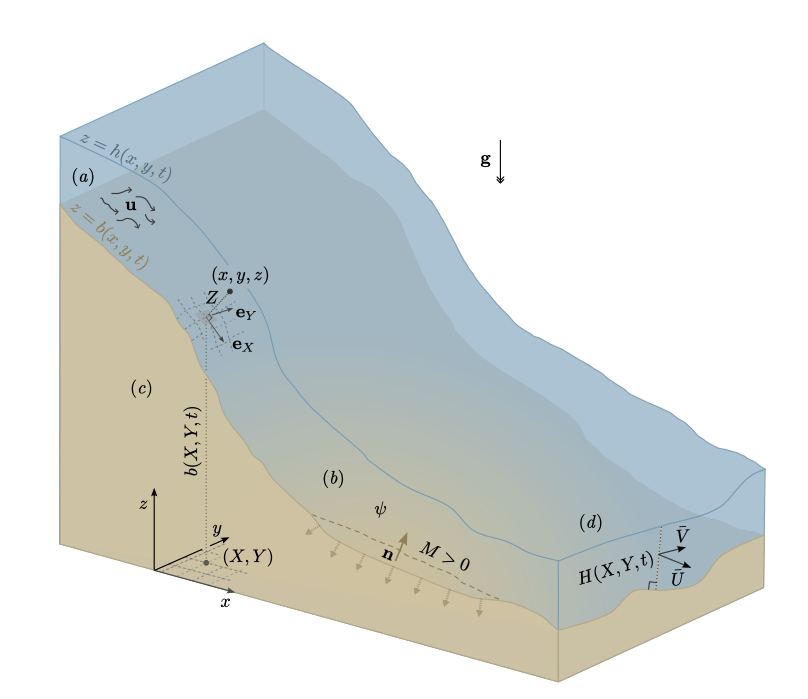 g
z = h(x, y, t)
(a)
u
z = b(x, y, t)
(x, y, z)
Z
e_Y
e_X
(c)
b(X, Y, t)
(b)
ψ
z
y
n
M > 0
(X, Y)
x
(d)
V̄
H(X, Y, t)
Ū